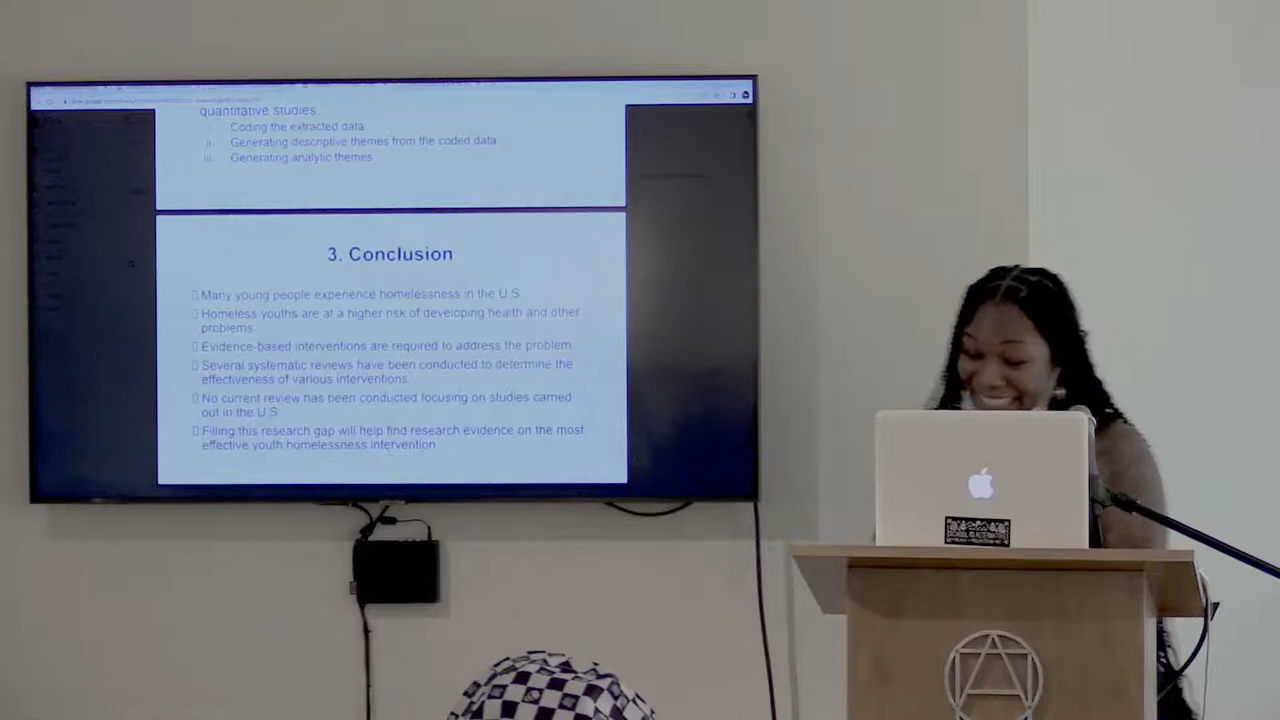 quantitative studies
Coding the extracted data
ii. Generating descriptive themes from the coded data
iii. Generating analytic themes
3. Conclusion
Many young people experience homelessness in the U.S.
Homeless youths are at a higher risk of developing health and other
problems
Evidence-based interventions are required to address the problem.
Several systematic reviews have been conducted to determine the
effectiveness of various interventions
No current review has been conducted focusing on studies carried
out in the U.S
Filling this research gap will help find research evidence on the most
effective youth homelessness intervention
SCHOOL ALTERNATIVES